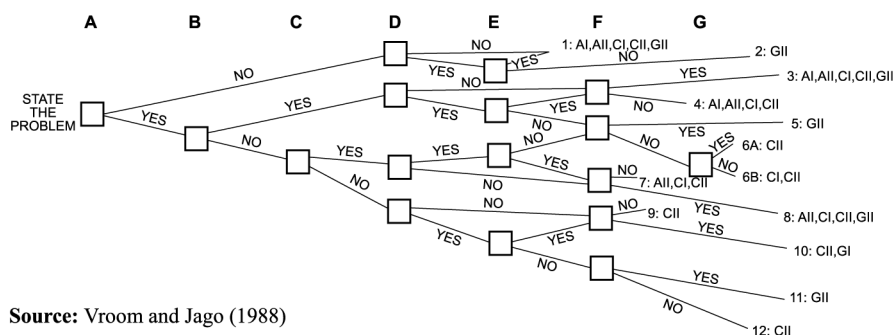 A B C D E F G
STATE
THE
PROBLEM
NO
YES
NO
YES
1: AI,AII,CI,CII,GII
YES
NO
2: GII
YES
NO
NO
YES
3: AI,AII,CI,CII,GII
NO
4: AI,AII,CI,CII
YES
YES
NO
YES
5: GII
NO
YES
NO
YES
6A: CII
NO
6B: CI,CII
YES
YES
NO
NO
YES
NO
7: AII,CI,CII
YES
8: AII,CI,CII,GII
NO
NO
NO
9: CII
YES
10: CII,GI
YES
YES
NO
YES
11: GII
NO
12: CII
Source: Vroom and Jago (1988)